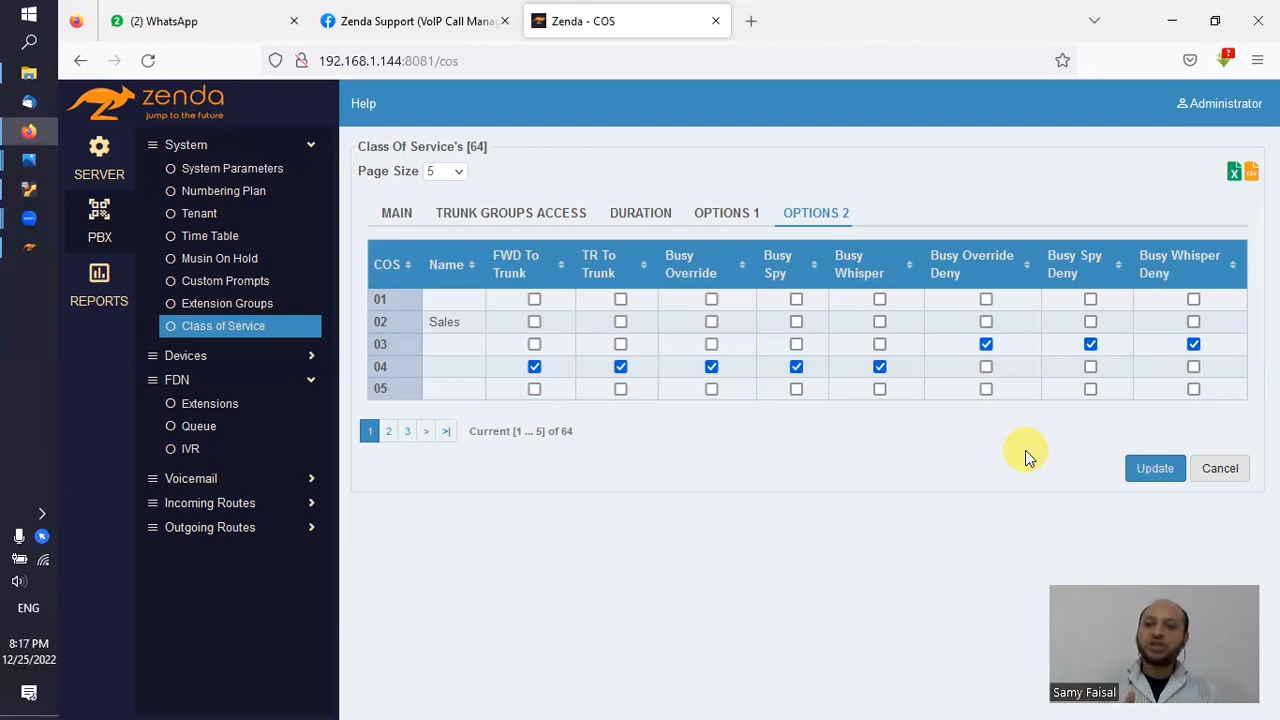 (2) WhatsApp
Zenda Support (VoIP Call Mana
Zenda - COS
192.168.1.144:8081/cos
zenda
jump to the future
Help
Administrator
SERVER
PBX
REPORTS
System
System Parameters
Numbering Plan
Tenant
Time Table
Musin On Hold
Custom Prompts
Extension Groups
Class of Service
Devices
FDN
Extensions
Queue
IVR
Voicemail
Incoming Routes
Outgoing Routes
Class Of Service's [64]
Page Size 5
MAIN TRUNK GROUPS ACCESS DURATION OPTIONS 1 OPTIONS 2
COS Name FWD To Trunk TR To Trunk Busy Override Busy Spy Busy Whisper Busy Override Deny Busy Spy Deny Busy Whisper Deny
01
02 Sales
03
04
05
1 2 3 > >| Current [1 ... 5] of 64
Update Cancel
ENG
8:17 PM
12/25/2022
Samy Faisal